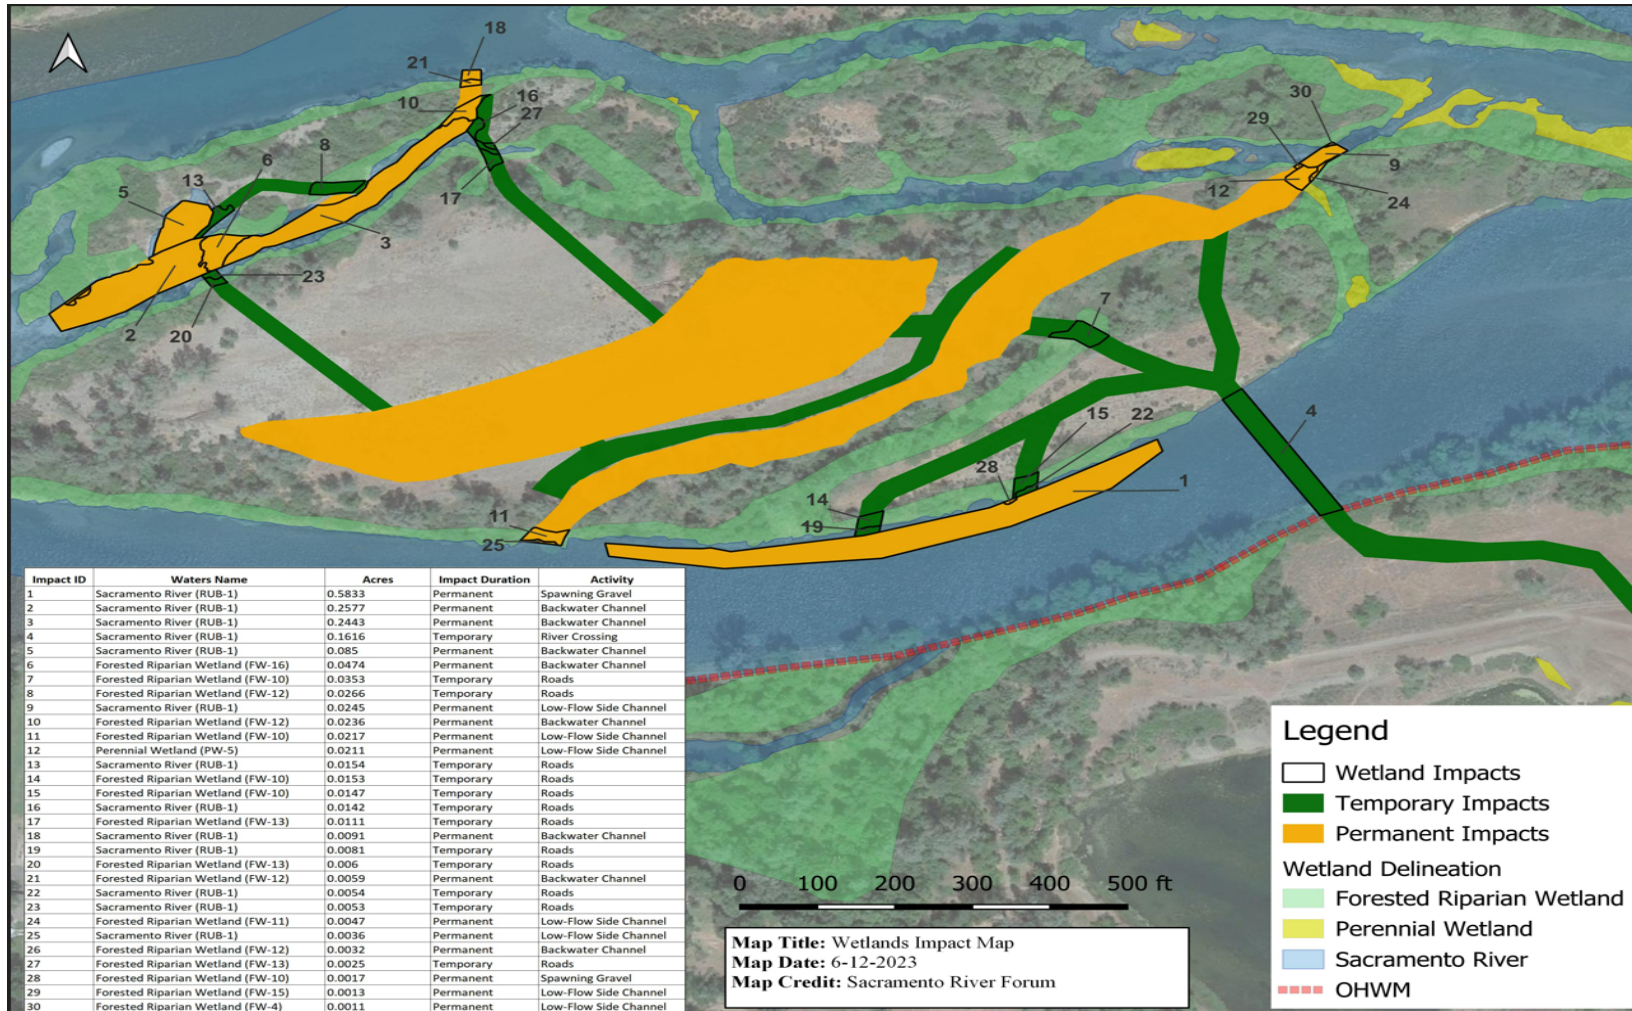 18
21
10
16
27
30
29
9
12
24
8
6
13
5
17
3
23
2
20
7
4
15
22
28
1
14
19
11
25
Impact ID Waters Name Acres Impact Duration Activity
1 Sacramento River (RUB-1) 0.5833 Permanent Spawning Gravel
2 Sacramento River (RUB-1) 0.2577 Permanent Backwater Channel
3 Sacramento River (RUB-1) 0.2443 Permanent Backwater Channel
4 Sacramento River (RUB-1) 0.1616 Temporary River Crossing
5 Sacramento River (RUB-1) 0.085 Permanent Backwater Channel
6 Forested Riparian Wetland (FW-16) 0.0474 Permanent Backwater Channel
7 Forested Riparian Wetland (FW-10) 0.0353 Temporary Roads
8 Forested Riparian Wetland (FW-12) 0.0266 Temporary Roads
9 Sacramento River (RUB-1) 0.0245 Permanent Low-Flow Side Channel
10 Forested Riparian Wetland (FW-12) 0.0236 Permanent Backwater Channel
11 Forested Riparian Wetland (FW-10) 0.0217 Permanent Low-Flow Side Channel
12 Perennial Wetland (PW-5) 0.0211 Permanent Low-Flow Side Channel
13 Sacramento River (RUB-1) 0.0154 Temporary Roads
14 Forested Riparian Wetland (FW-10) 0.0153 Temporary Roads
15 Forested Riparian Wetland (FW-10) 0.0147 Temporary Roads
16 Sacramento River (RUB-1) 0.0142 Temporary Roads
17 Forested Riparian Wetland (FW-13) 0.0111 Temporary Roads
18 Sacramento River (RUB-1) 0.0091 Permanent Backwater Channel
19 Sacramento River (RUB-1) 0.0081 Temporary Roads
20 Forested Riparian Wetland (FW-13) 0.006 Temporary Roads
21 Forested Riparian Wetland (FW-12) 0.0059 Permanent Backwater Channel
22 Sacramento River (RUB-1) 0.0054 Temporary Roads
23 Sacramento River (RUB-1) 0.0053 Temporary Roads
24 Forested Riparian Wetland (FW-11) 0.0047 Permanent Low-Flow Side Channel
25 Sacramento River (RUB-1) 0.0036 Permanent Low-Flow Side Channel
26 Forested Riparian Wetland (FW-12) 0.0032 Permanent Backwater Channel
27 Forested Riparian Wetland (FW-13) 0.0025 Temporary Roads
28 Forested Riparian Wetland (FW-10) 0.0017 Permanent Spawning Gravel
29 Forested Riparian Wetland (FW-15) 0.0013 Permanent Low-Flow Side Channel
30 Forested Riparian Wetland (FW-4) 0.0011 Permanent Low-Flow Side Channel
0 100 200 300 400 500 ft
Map Title: Wetlands Impact Map
Map Date: 6-12-2023
Map Credit: Sacramento River Forum
Legend
Wetland Impacts
Temporary Impacts
Permanent Impacts
Wetland Delineation
Forested Riparian Wetland
Perennial Wetland
Sacramento River
OHWM